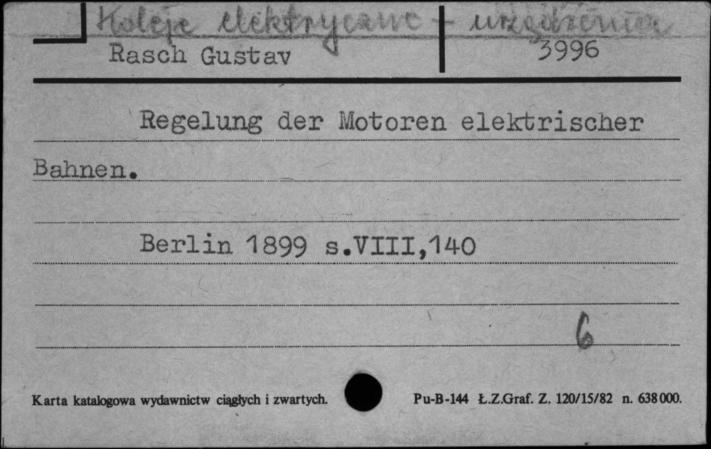 Koleje elektryczne - urządzenia
Rasch Gustav 3996
Regelung der Motoren elektrischer
Bahnen.
Berlin 1899 s.VIII,140
6
Karta katalogowa wydawnictw ciągłych i zwartych. Pu-B-144 Ł.Z.Graf. Z. 120/15/82 n. 638000.